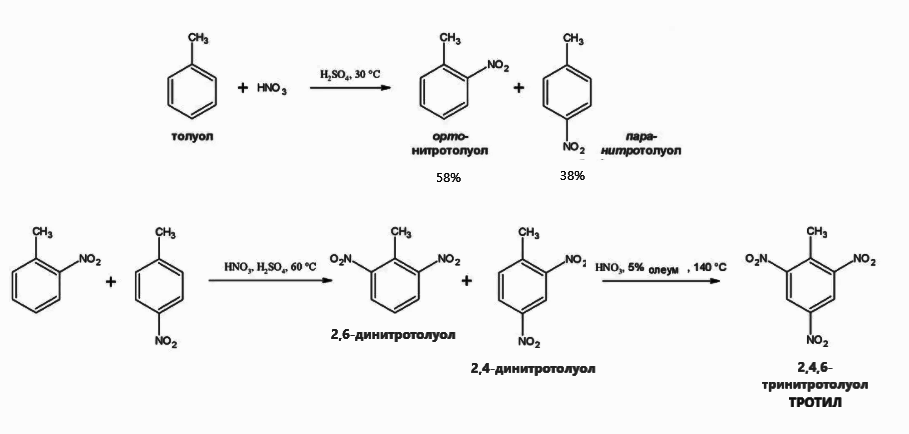 CH3 CH3 CH3
NO2
+ HNO3 H2SO4, 30 °C +
толуол
орто-
нитротолуол
NO2
пара-
нитротолуол
58% 38%
CH3 CH3 CH3 CH3 CH3
NO2 O2N NO2 NO2 O2N NO2
+ HNO3, H2SO4, 60 °C + HNO3, 5% олеум , 140 °C
NO2 NO2 NO2
2,6-динитротолуол
2,4-динитротолуол
2,4,6-
тринитротолуол
ТРОТИЛ